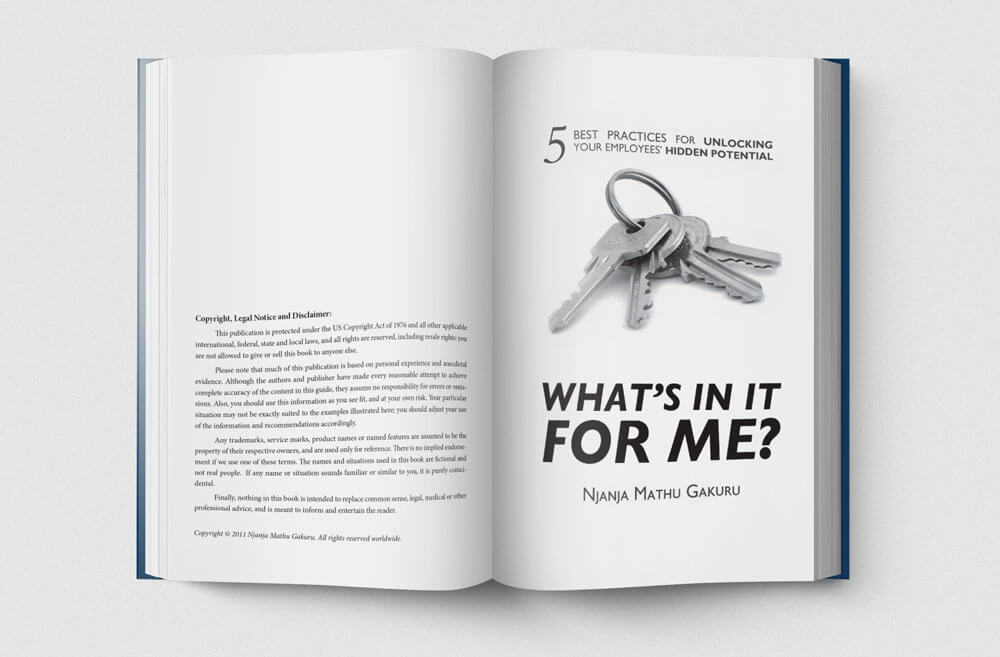 Copyright, Legal Notice and Disclaimer:
This publication is protected under the US Copyright Act of 1976 and all other applicable
international, federal, state and local laws, and all rights are reserved, including resale rights: you
are not allowed to give or sell this book to anyone else.
Please note that much of this publication is based on personal experience and anecdotal
evidence. Although the authors and publisher have made every reasonable attempt to achieve
complete accuracy of the content in this guide, they assume no responsibility for errors or omis-
sions. Also, you should use this information as you see fit, and at your own risk. Your particular
situation may not be exactly suited to the examples illustrated here; you should adjust your use
of the information and recommendations accordingly.
Any trademarks, service marks, product names or named features are assumed to be the
property of their respective owners, and are used only for reference. There is no implied endorse-
ment if we use one of these terms. The names and situations used in this book are fictional and
not real people. If any name or situation sounds familiar or similar to you, it is purely coinci-
dental.
Finally, nothing in this book is intended to replace common sense, legal, medical or other
professional advice, and is meant to inform and entertain the reader.
Copyright © 2011 Njanja Mathu Gakuru. All rights reserved worldwide.
5 BEST PRACTICES FOR UNLOCKING
YOUR EMPLOYEES' HIDDEN POTENTIAL
WHAT'S IN IT
FOR ME?
NJANJA MATHU GAKURU